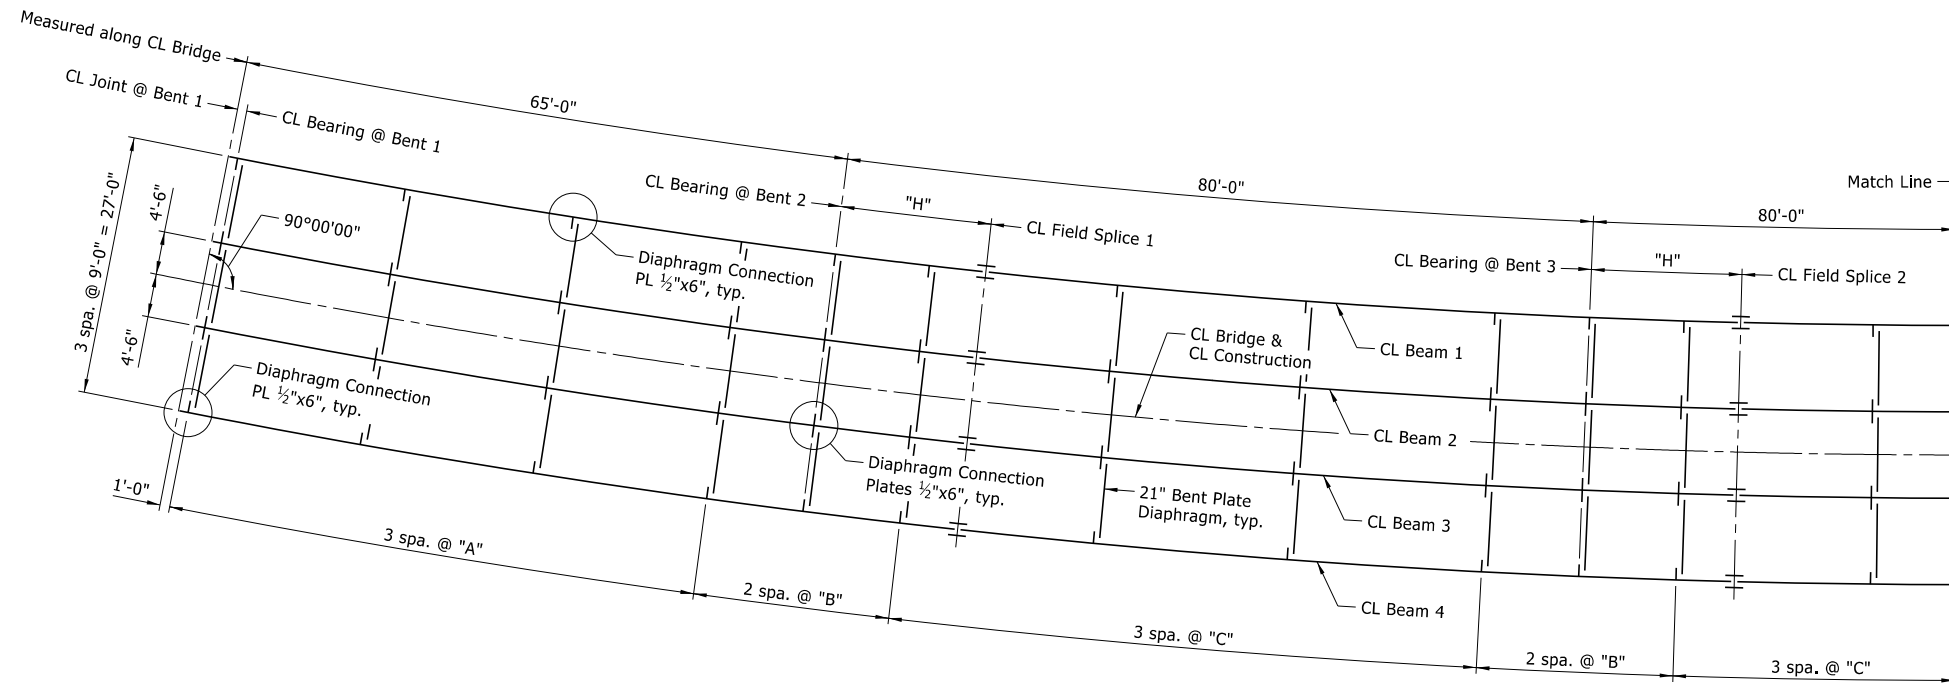 Measured along CL Bridge
CL Joint @ Bent 1
CL Bearing @ Bent 1
65'-0"
3 spa. @ 9'-0" = 27'-0"
4'-6"
4'-6"
90°00'00"
CL Bearing @ Bent 2
"H"
CL Field Splice 1
80'-0"
Match Line
80'-0"
Diaphragm Connection
PL ½"x6", typ.
CL Bearing @ Bent 3
"H"
CL Field Splice 2
CL Bridge &
CL Construction
CL Beam 1
CL Beam 2
CL Beam 3
CL Beam 4
Diaphragm Connection
PL ½"x6", typ.
Diaphragm Connection
Plates ½"x6", typ.
21" Bent Plate
Diaphragm, typ.
1'-0"
3 spa. @ "A"
2 spa. @ "B"
3 spa. @ "C"
2 spa. @ "B"
3 spa. @ "C"